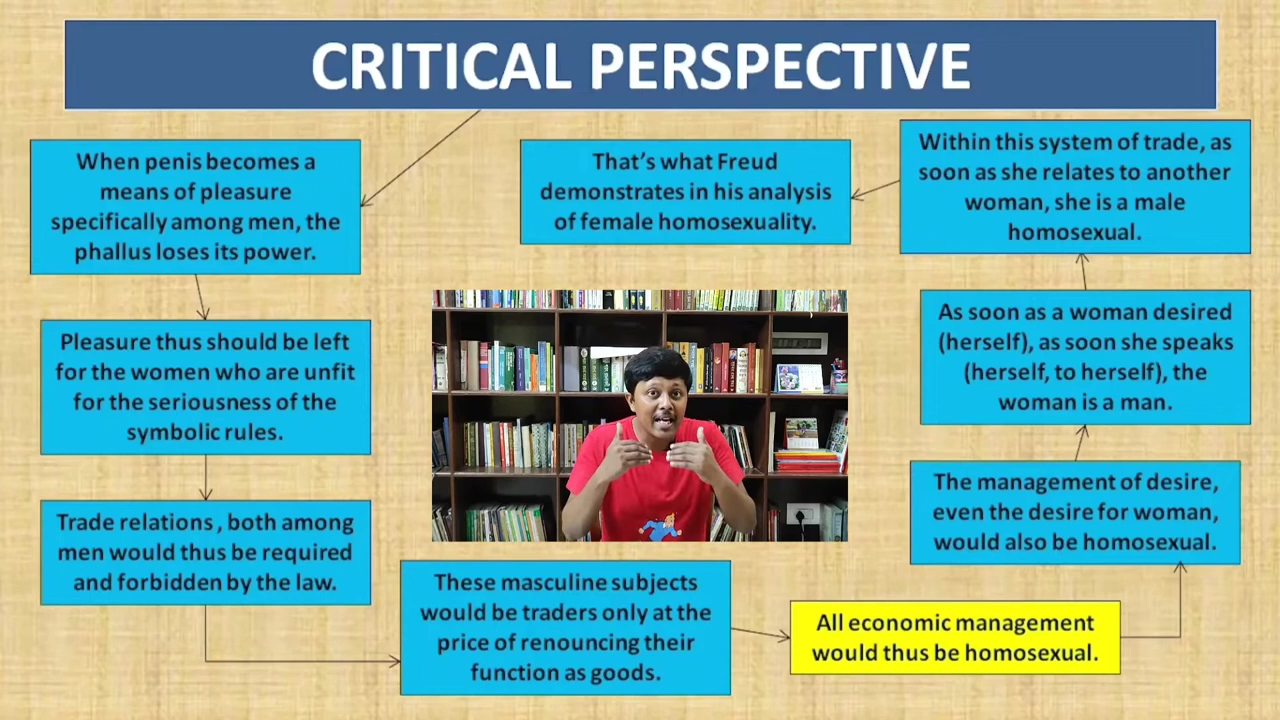 CRITICAL PERSPECTIVE
When penis becomes a
means of pleasure
specifically among men, the
phallus loses its power.
Pleasure thus should be left
for the women who are unfit
for the seriousness of the
symbolic rules.
Trade relations , both among
men would thus be required
and forbidden by the law.
These masculine subjects
would be traders only at the
price of renouncing their
function as goods.
All economic management
would thus be homosexual.
The management of desire,
even the desire for woman,
would also be homosexual.
As soon as a woman desired
(herself), as soon she speaks
(herself, to herself), the
woman is a man.
Within this system of trade, as
soon as she relates to another
woman, she is a male
homosexual.
That’s what Freud
demonstrates in his analysis
of female homosexuality.